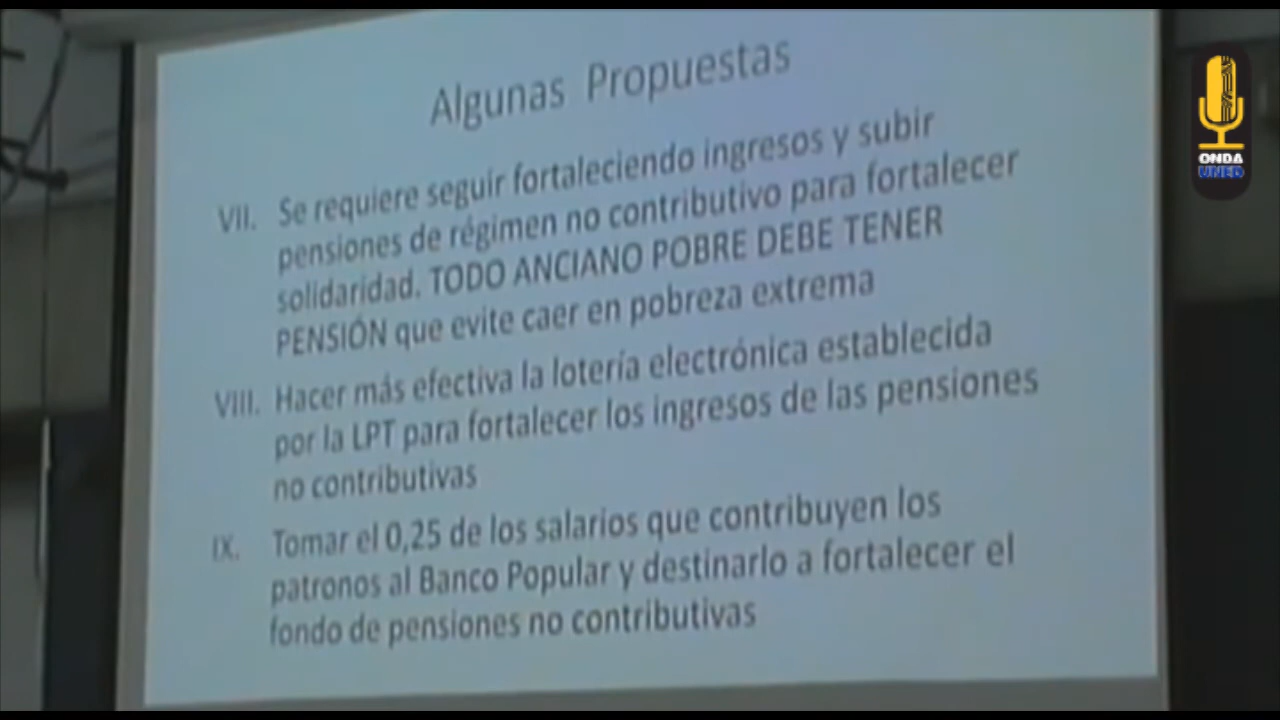 Algunas Propuestas
VII. Se requiere seguir fortaleciendo ingresos y subir
pensiones de régimen no contributivo para fortalecer
solidaridad. TODO ANCIANO POBRE DEBE TENER
PENSIÓN que evite caer en pobreza extrema
VIII. Hacer más efectiva la lotería electrónica establecida
por la LPT para fortalecer los ingresos de las pensiones
no contributivas
IX. Tomar el 0,25 de los salarios que contribuyen los
patronos al Banco Popular y destinarlo a fortalecer el
fondo de pensiones no contributivas
ONDA
UNED